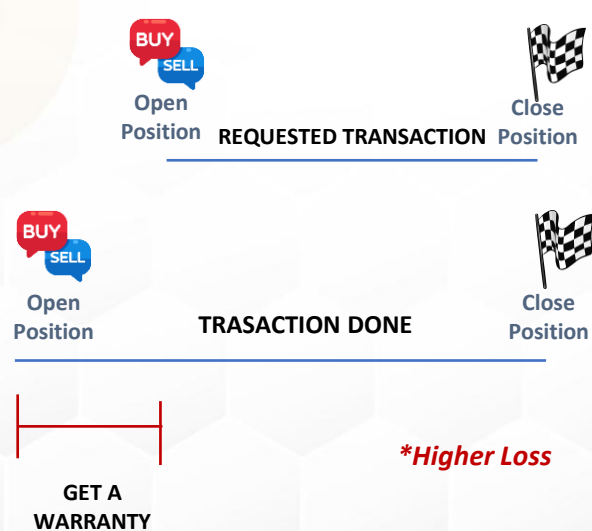 BUY
SELL
Open
Position
REQUESTED TRANSACTION
Close
Position
BUY
SELL
Open
Position
TRASACTION DONE
Close
Position
*Higher Loss
GET A
WARRANTY